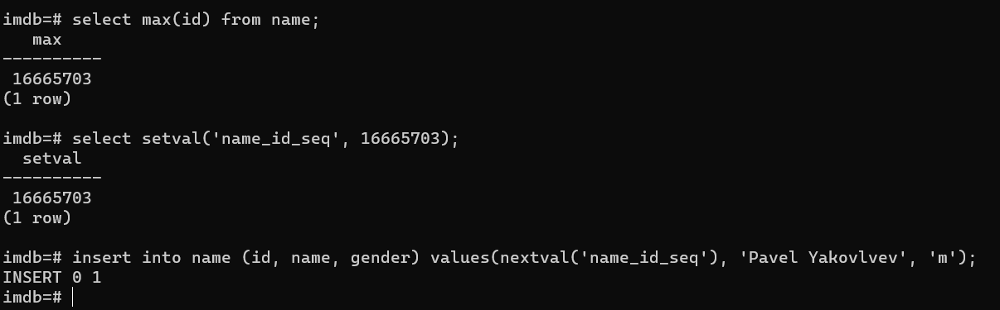 imdb=# select max(id) from name;
   max
----------
 16665703
(1 row)
imdb=# select setval('name_id_seq', 16665703);
  setval
----------
 16665703
(1 row)
imdb=# insert into name (id, name, gender) values(nextval('name_id_seq'), 'Pavel Yakovlvev', 'm');
INSERT 0 1
imdb=#